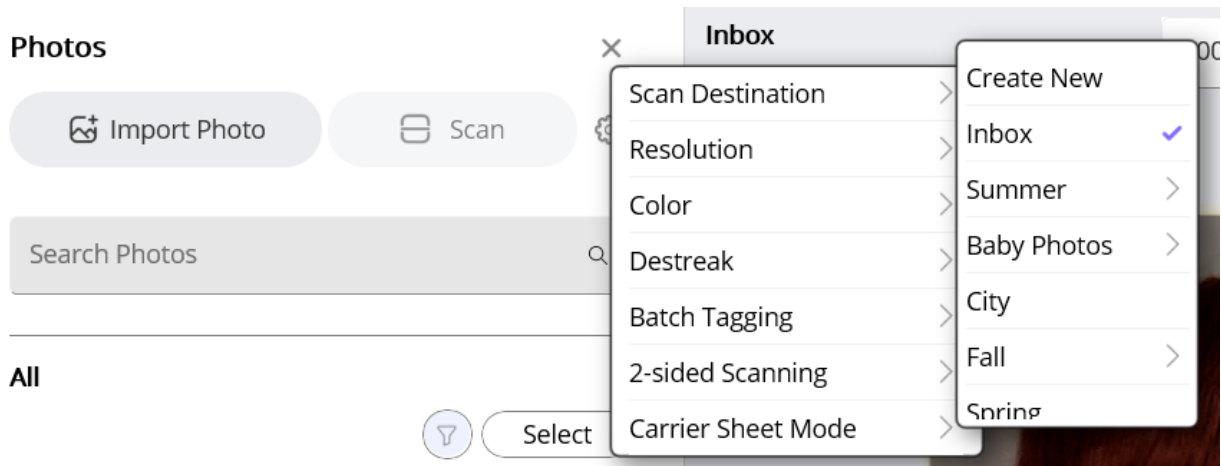 Photos
Import Photo
Scan
Search Photos
All
Select
Inbox
Scan Destination
Resolution
Color
Destreak
Batch Tagging
2-sided Scanning
Carrier Sheet Mode
Create New
Inbox
Summer
Baby Photos
City
Fall
Spring